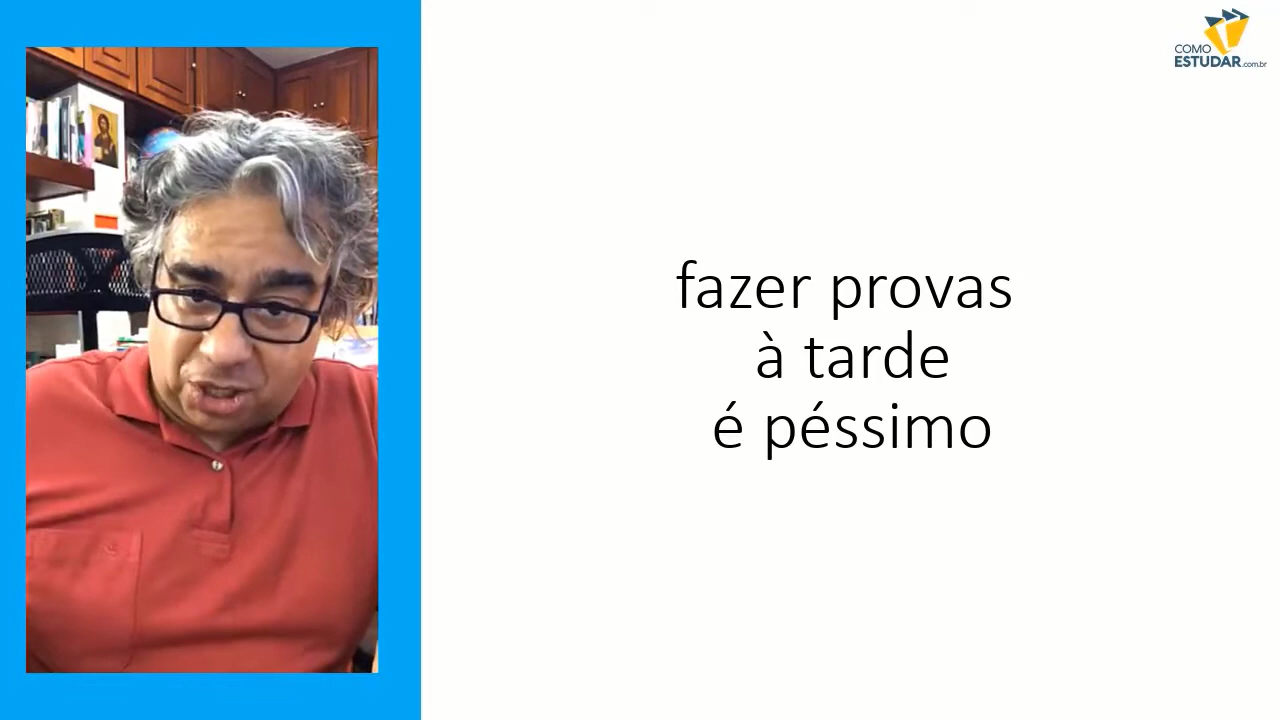 COMO
ESTUDAR.com.br
fazer provas
à tarde
é péssimo